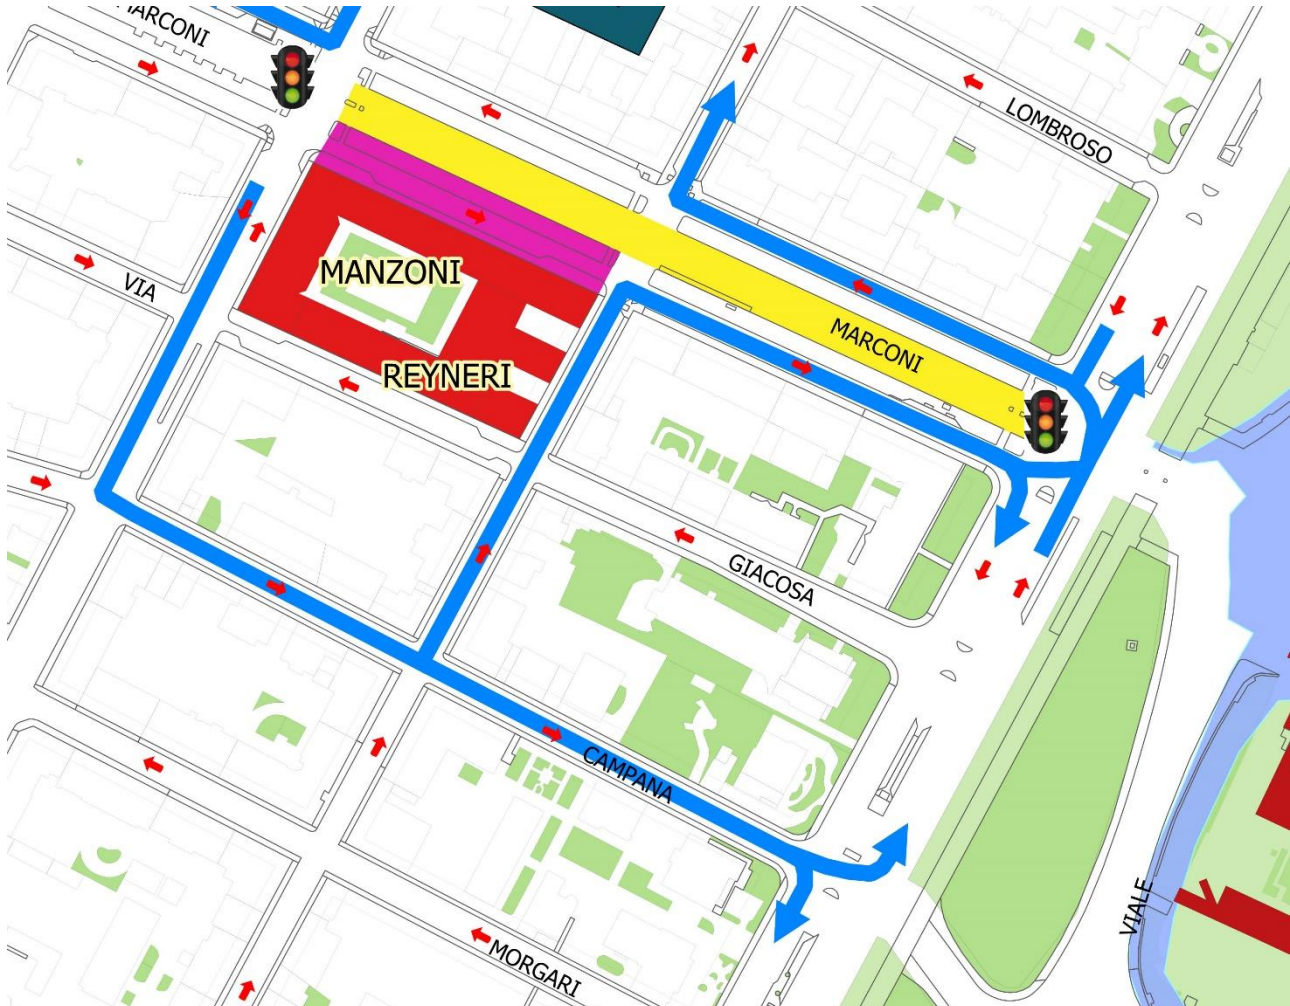 MARCONI
LOMBROSO
MANZONI
VIA
MARCONI
REYNERI
GIACOSA
CAMPANA
VIALE
MORGARI